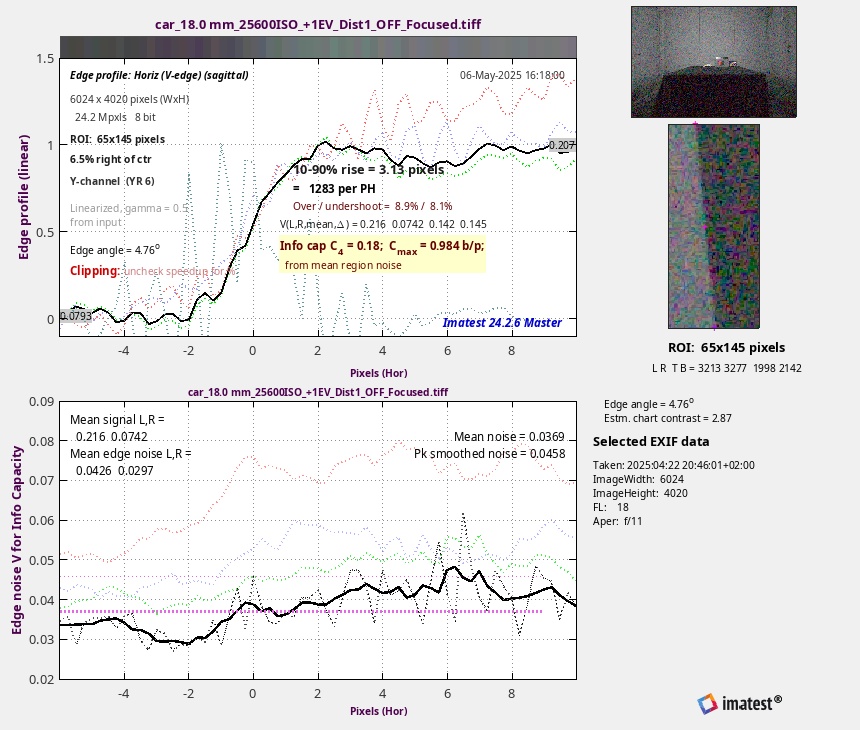 car_18.0 mm_25600ISO_+1EV_Dist1_OFF_Focused.tiff
Edge profile: Horiz (V-edge) (sagittal)
06-May-2025 16:18:00
6024 x 4020 pixels (WxH)
24.2 Mpxls   8 bit
ROI:  65x145 pixels
6.5% right of ctr
Y-channel  (YR 6)
Linearized, gamma = 0.5
from input
Edge angle = 4.76o
Clipping: uncheck speedup for %
10-90% rise = 3.13 pixels
=   1283 per PH
Over / undershoot =  8.9% /  8.1%
V(L,R,mean,Δ) = 0.216  0.0742  0.142  0.145
Info cap C4 = 0.18;  Cmax = 0.984 b/p;
from mean region noise
0.207
0.0793
Imatest 24.2.6 Master
Edge profile (linear)
1.5
1
0.5
0
-4 -2 0 2 4 6 8
Pixels (Hor)
ROI:  65x145 pixels
L R  T B = 3213 3277  1998 2142
car_18.0 mm_25600ISO_+1EV_Dist1_OFF_Focused.tiff
Mean signal L,R =
0.216  0.0742
Mean edge noise L,R =
0.0426  0.0297
Mean noise = 0.0369
Pk smoothed noise = 0.0458
Edge noise V for Info Capacity
0.09
0.08
0.07
0.06
0.05
0.04
0.03
0.02
-4 -2 0 2 4 6 8
Pixels (Hor)
Edge angle = 4.76o
Estm. chart contrast = 2.87
Selected EXIF data
Taken: 2025:04:22 20:46:01+02:00
ImageWidth:  6024
ImageHeight:  4020
FL:   18
Aper:  f/11
imatest®